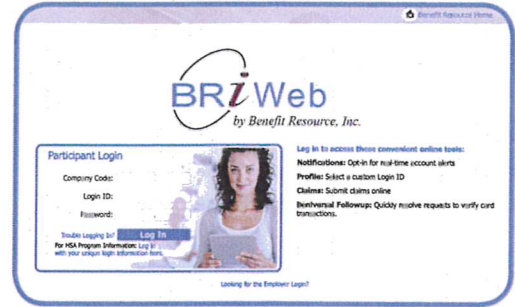 Benefit Resource Home
BRiWeb
by Benefit Resource, Inc.
Participant Login
Company Code:
Login ID:
Password:
Trouble Logging In?
Log In
For HSA Program Information: Log in
with your unique login information here.
Log in to access these convenient online tools:
Notifications: Opt-in for real-time account alerts
Profile: Select a custom Login ID
Claims: Submit claims online
Beniversal Followup: Quickly resolve requests to verify card
transactions.
Looking for the Employer Login?